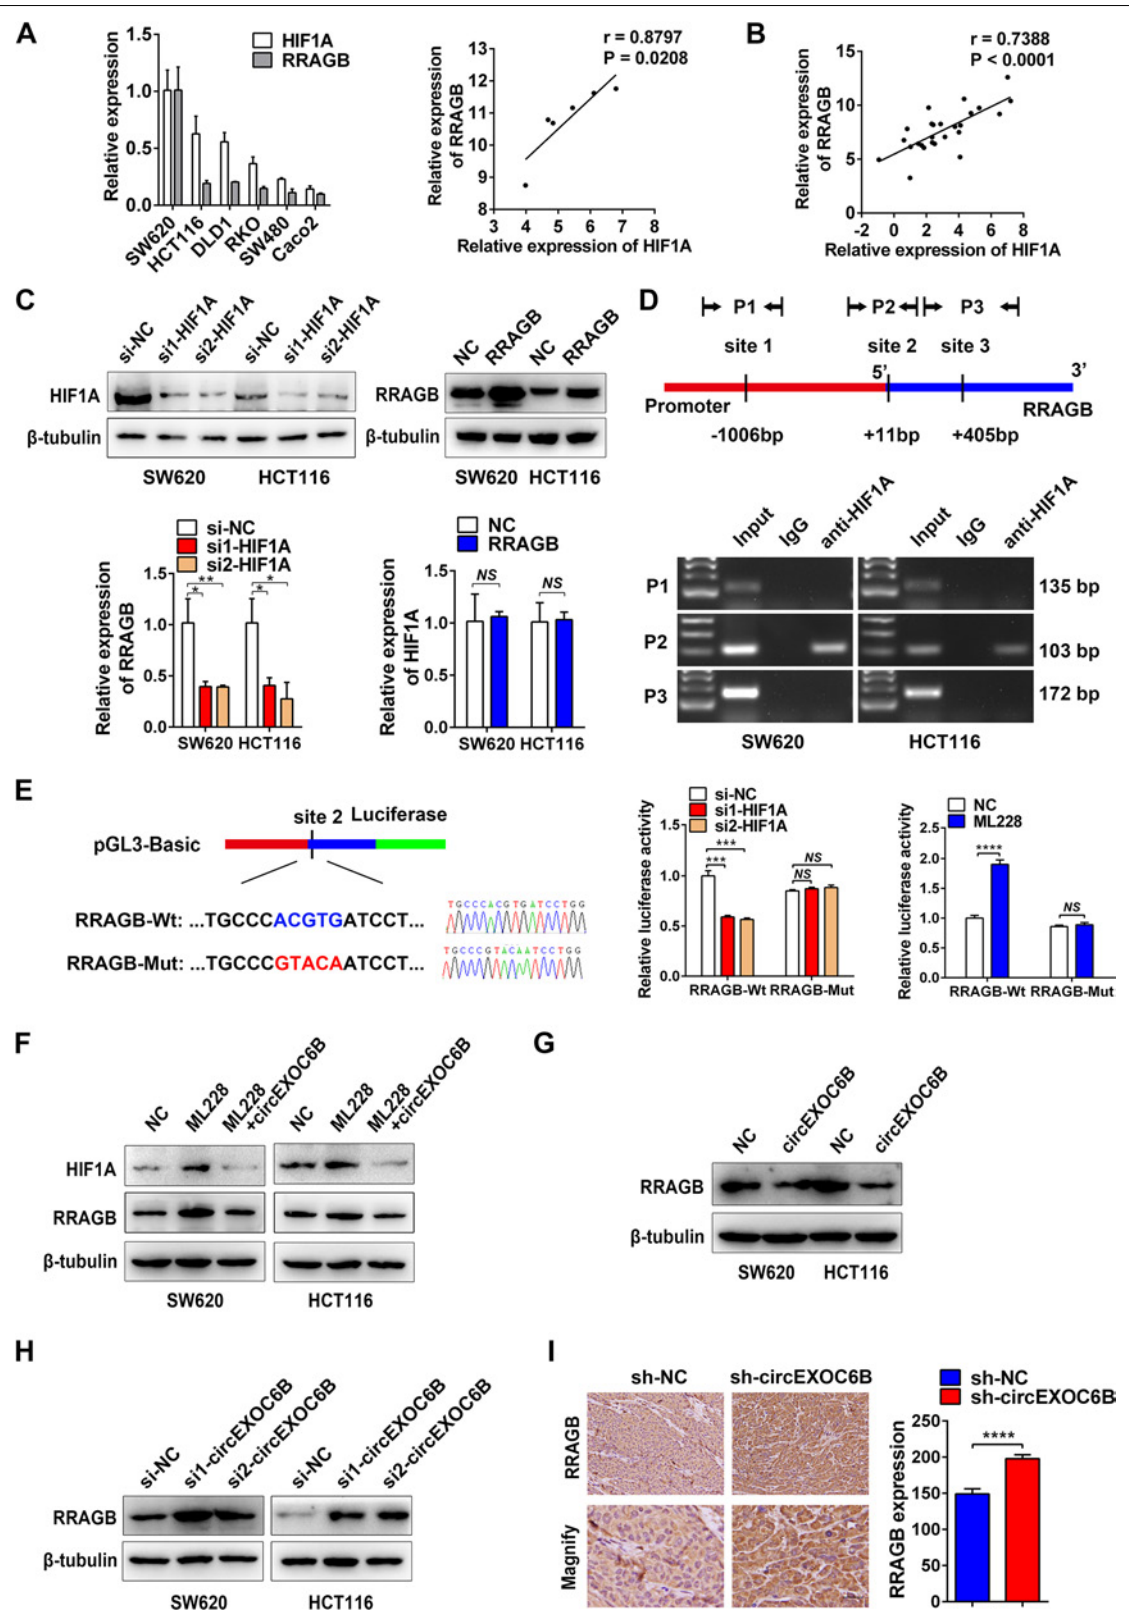 A
Relative expression
HIF1A
RRAGB
1.5
1.0
0.5
0.0
SW620
HCT116
DLD1
RKO
SW480
Caco2
Relative expression
of RRAGB
r = 0.8797
P = 0.0208
13
12
11
10
9
8
3 4 5 6 7 8
Relative expression of HIF1A
B
Relative expression
of RRAGB
r = 0.7388
P < 0.0001
15
10
5
0
-2 0 2 4 6 8
Relative expression of HIF1A
C
si-NC si1-HIF1A si2-HIF1A si-NC si1-HIF1A si2-HIF1A
HIF1A
β-tubulin
SW620 HCT116
NC RRAGB NC RRAGB
RRAGB
β-tubulin
SW620 HCT116
si-NC
si1-HIF1A
si2-HIF1A
Relative expression
of RRAGB
1.5
1.0
0.5
0.0
** * * *
SW620 HCT116
NC
RRAGB
Relative expression
of HIF1A
1.5
1.0
0.5
0.0
NS NS
SW620 HCT116
D
P1 P2 P3
site 1 site 2 site 3
5’ 3’
Promoter RRAGB
-1006bp +11bp +405bp
Input IgG anti-HIF1A Input IgG anti-HIF1A
P1 135 bp
P2 103 bp
P3 172 bp
SW620 HCT116
E
site 2 Luciferase
pGL3-Basic
RRAGB-Wt: ...TGCCCACGTGATCCT...
TGCCCACGTGATCCTGG
RRAGB-Mut: ...TGCCCGTACAATCCT...
TGCCCGTACAATCCTGG
si-NC
si1-HIF1A
si2-HIF1A
Relative luciferase activity
1.5
1.0
0.5
0.0
*** *** NS NS
RRAGB-Wt RRAGB-Mut
NC
ML228
Relative luciferase activity
2.5
2.0
1.5
1.0
0.5
0.0
**** NS
RRAGB-Wt RRAGB-Mut
F
NC ML228 ML228 +circEXOC6B NC ML228 ML228 +circEXOC6B
HIF1A
RRAGB
β-tubulin
SW620 HCT116
G
NC circEXOC6B NC circEXOC6B
RRAGB
β-tubulin
SW620 HCT116
H
si-NC si1-circEXOC6B si2-circEXOC6B si-NC si1-circEXOC6B si2-circEXOC6B
RRAGB
β-tubulin
SW620 HCT116
I
sh-NC sh-circEXOC6B
RRAGB
Magnify
sh-NC
sh-circEXOC6B
RRAGB expression
250
200
150
100
50
0
****